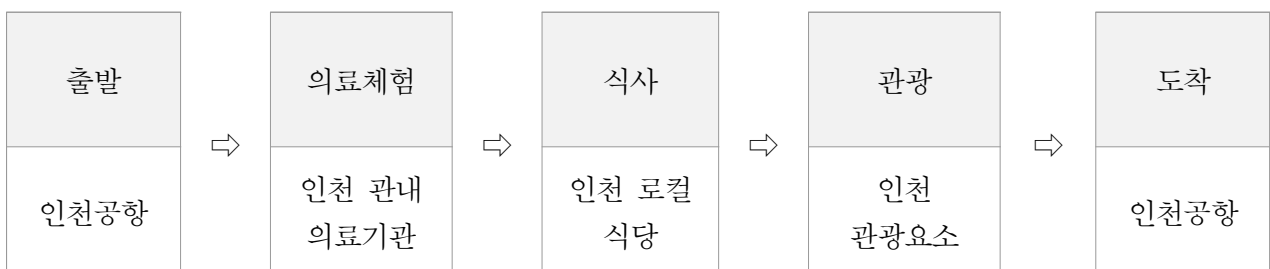 출발
인천공항
⇨
의료체험
인천 관내
의료기관
⇨
식사
인천 로컬
식당
⇨
관광
인천
관광요소
⇨
도착
인천공항